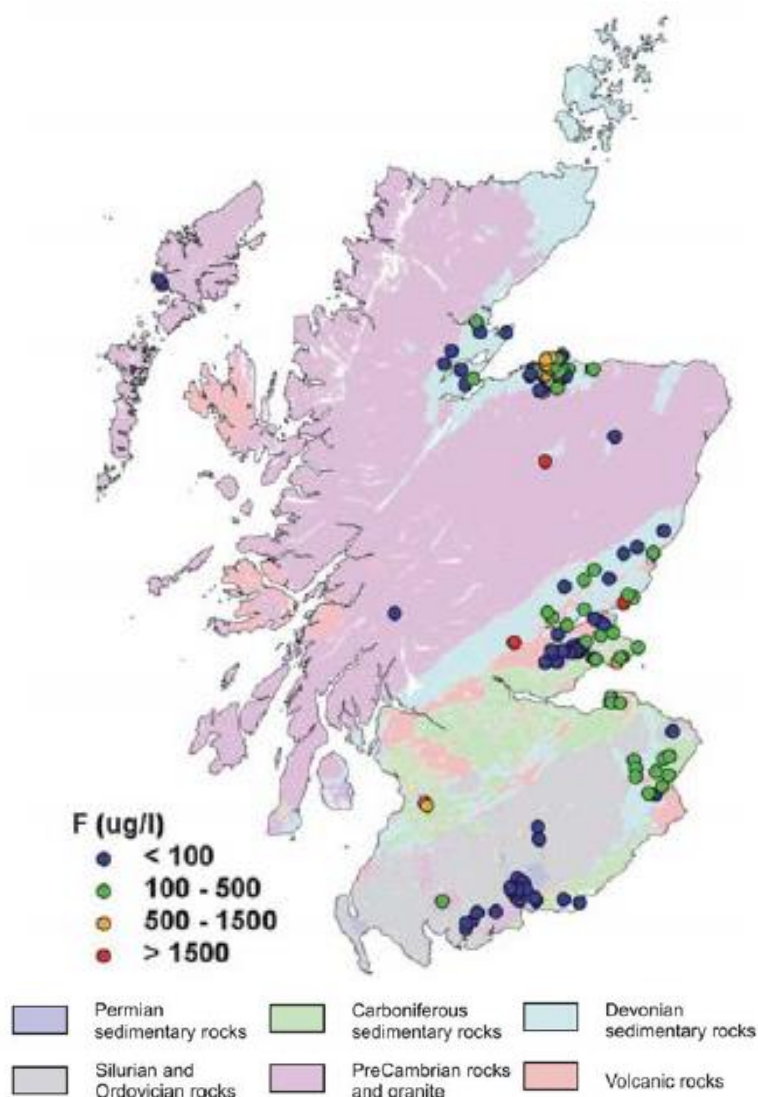 F (ug/l)
< 100
100 - 500
500 - 1500
> 1500
Permian
sedimentary rocks
Carboniferous
sedimentary rocks
Devonian
sedimentary rocks
Silurian and
Ordovician rocks
PreCambrian rocks
and granite
Volcanic rocks